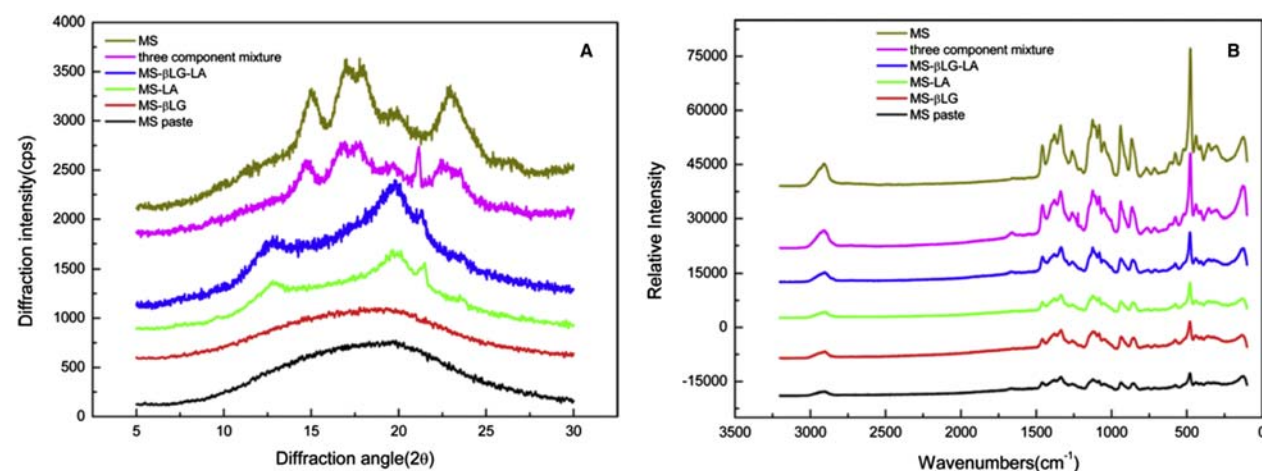 A
MS
three component mixture
MS-βLG-LA
MS-LA
MS-βLG
MS paste
4000
3500
3000
2500
2000
1500
1000
500
0
5 10 15 20 25 30
Diffraction intensity(cps)
Diffraction angle(2θ)
B
MS
three component mixture
MS-βLG-LA
MS-LA
MS-βLG
MS paste
75000
60000
45000
30000
15000
0
-15000
3500 3000 2500 2000 1500 1000 500 0
Relative Intensity
Wavenumbers(cm⁻¹)